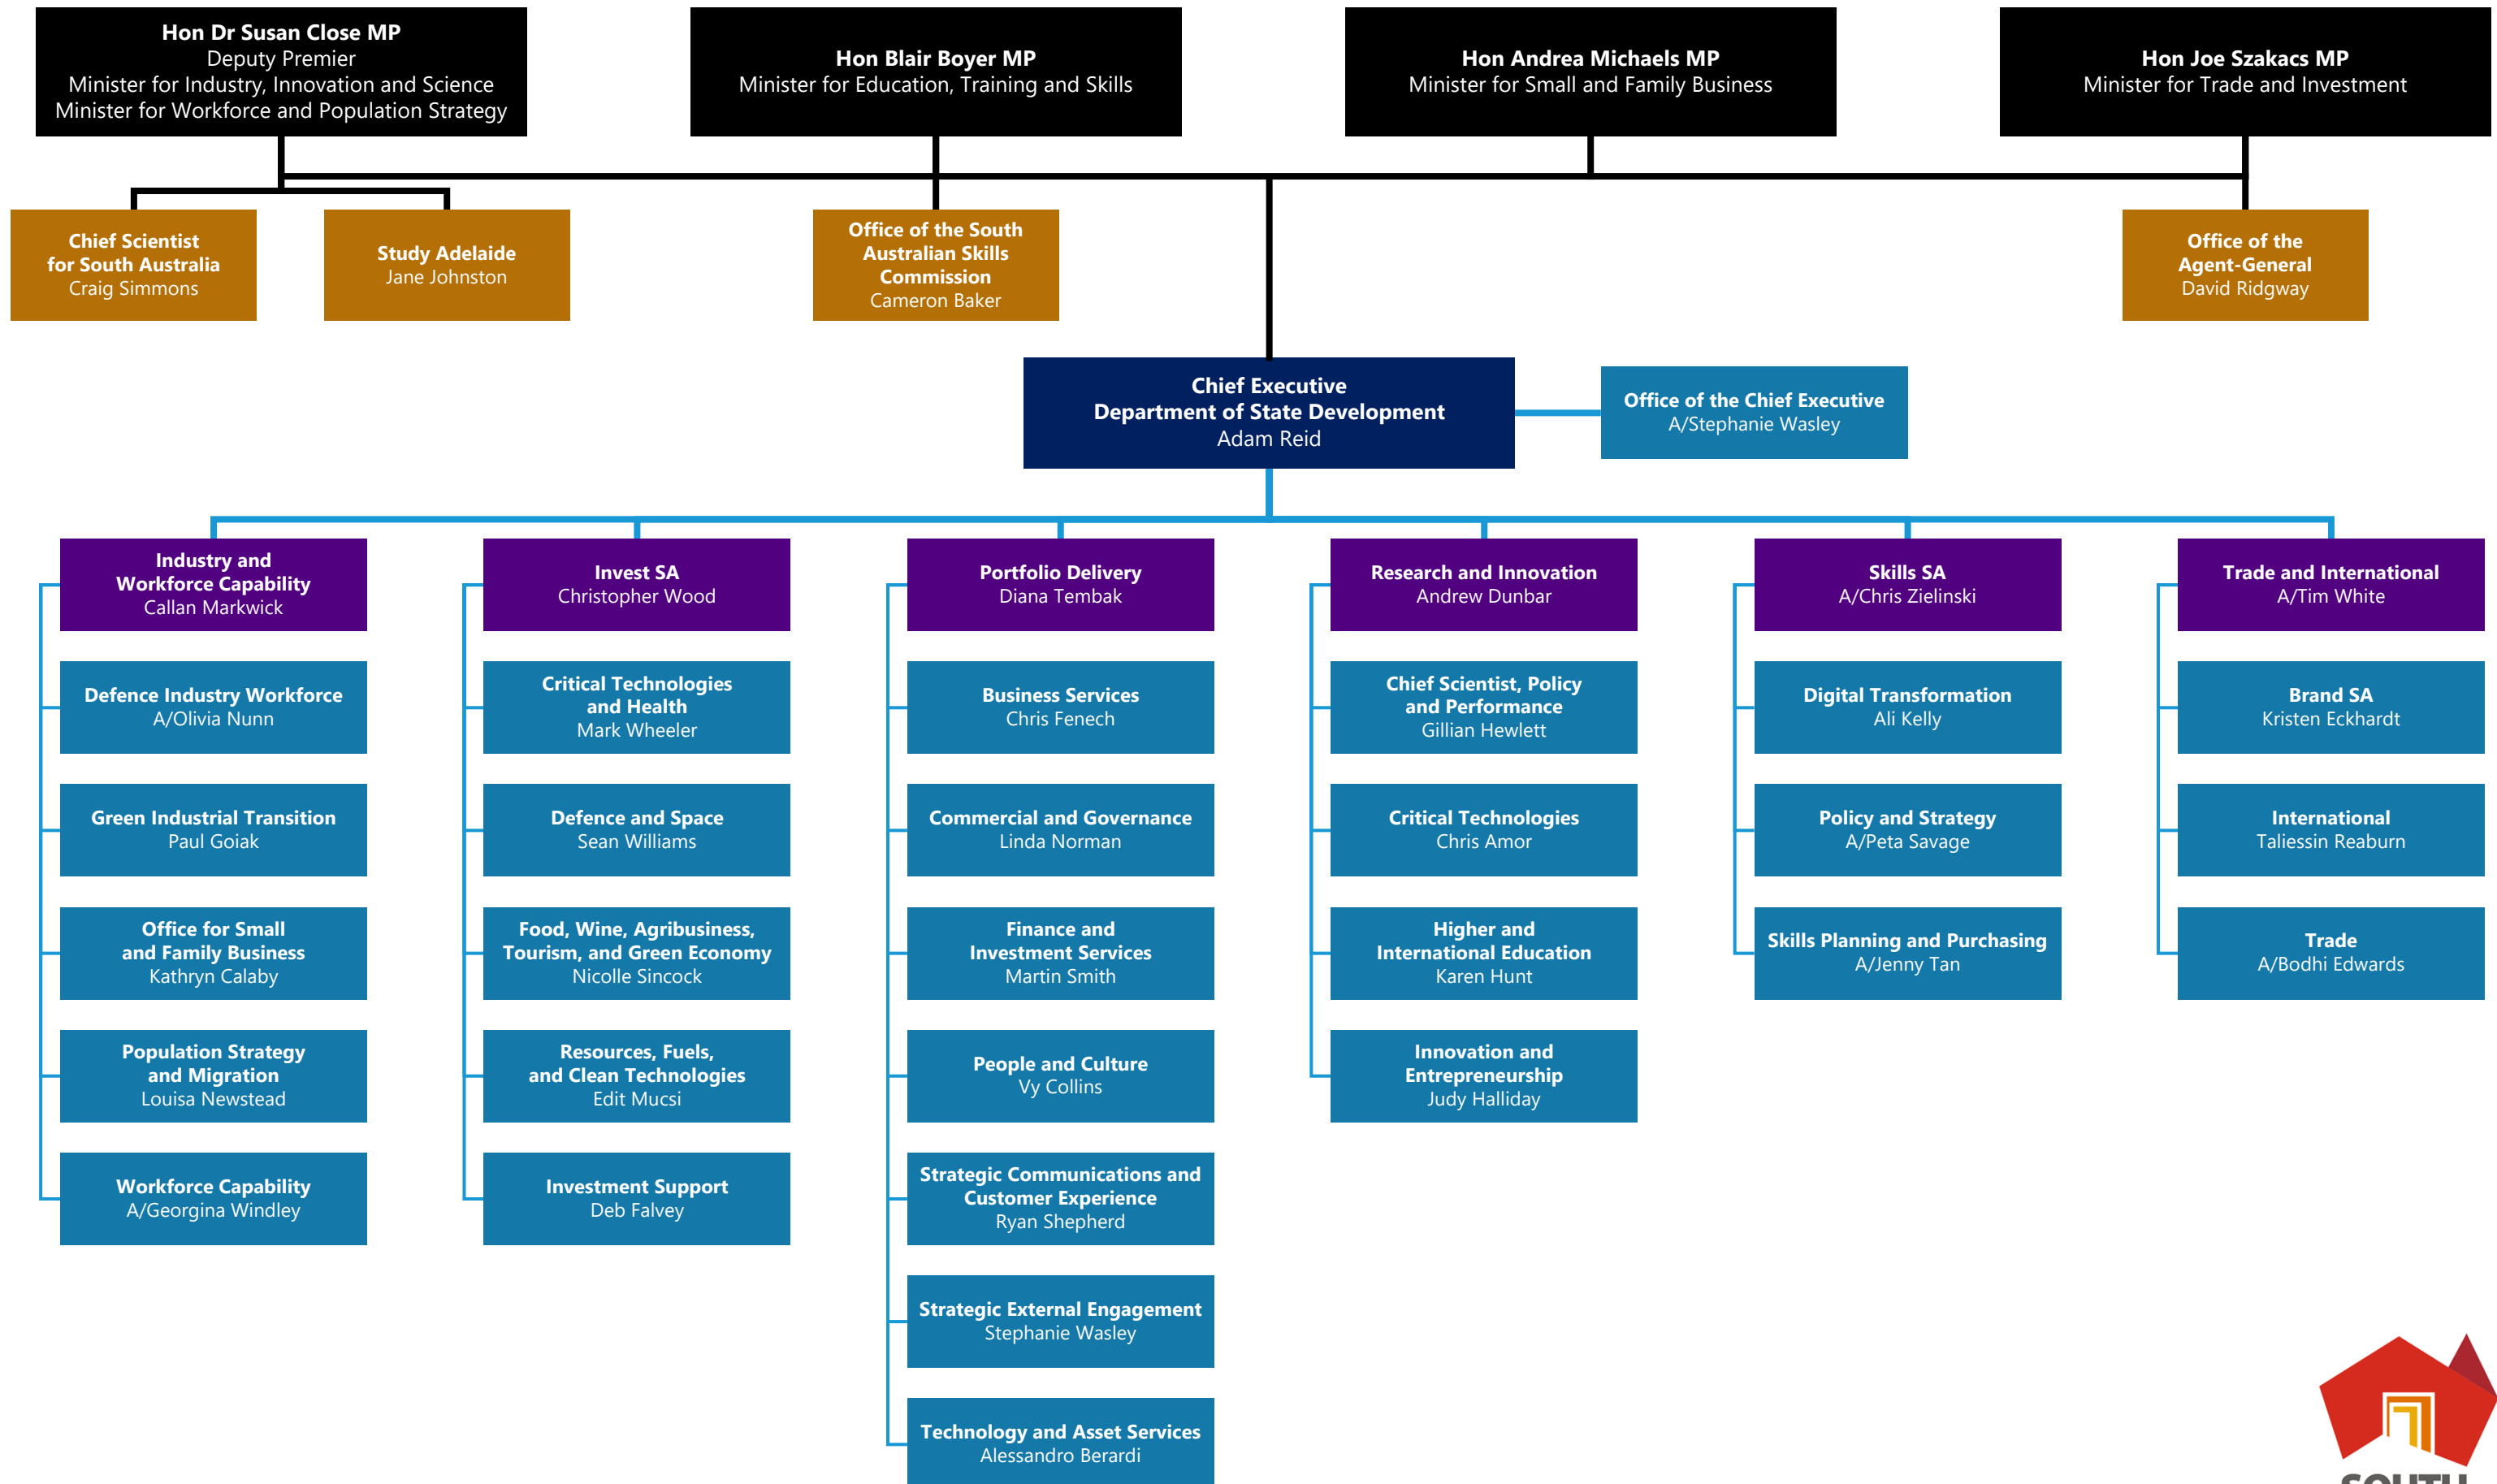 Hon Dr Susan Close MP
Deputy Premier
Minister for Industry, Innovation and Science
Minister for Workforce and Population Strategy
Hon Blair Boyer MP
Minister for Education, Training and Skills
Hon Andrea Michaels MP
Minister for Small and Family Business
Hon Joe Szakacs MP
Minister for Trade and Investment
Chief Scientist
for South Australia
Craig Simmons
Study Adelaide
Jane Johnston
Office of the South
Australian Skills
Commission
Cameron Baker
Office of the
Agent-General
David Ridgway
Chief Executive
Department of State Development
Adam Reid
Office of the Chief Executive
A/Stephanie Wasley
Industry and
Workforce Capability
Callan Markwick
Defence Industry Workforce
A/Olivia Nunn
Green Industrial Transition
Paul Goiak
Office for Small
and Family Business
Kathryn Calaby
Population Strategy
and Migration
Louisa Newstead
Workforce Capability
A/Georgina Windley
Invest SA
Christopher Wood
Critical Technologies
and Health
Mark Wheeler
Defence and Space
Sean Williams
Food, Wine, Agribusiness,
Tourism, and Green Economy
Nicolle Sincock
Resources, Fuels,
and Clean Technologies
Edit Mucsi
Investment Support
Deb Falvey
Portfolio Delivery
Diana Tembak
Business Services
Chris Fenech
Commercial and Governance
Linda Norman
Finance and
Investment Services
Martin Smith
People and Culture
Vy Collins
Strategic Communications and
Customer Experience
Ryan Shepherd
Strategic External Engagement
Stephanie Wasley
Technology and Asset Services
Alessandro Berardi
Research and Innovation
Andrew Dunbar
Chief Scientist, Policy
and Performance
Gillian Hewlett
Critical Technologies
Chris Amor
Higher and
International Education
Karen Hunt
Innovation and
Entrepreneurship
Judy Halliday
Skills SA
A/Chris Zielinski
Digital Transformation
Ali Kelly
Policy and Strategy
A/Peta Savage
Skills Planning and Purchasing
A/Jenny Tan
Trade and International
A/Tim White
Brand SA
Kristen Eckhardt
International
Taliessin Reaburn
Trade
A/Bodhi Edwards
SOUTH